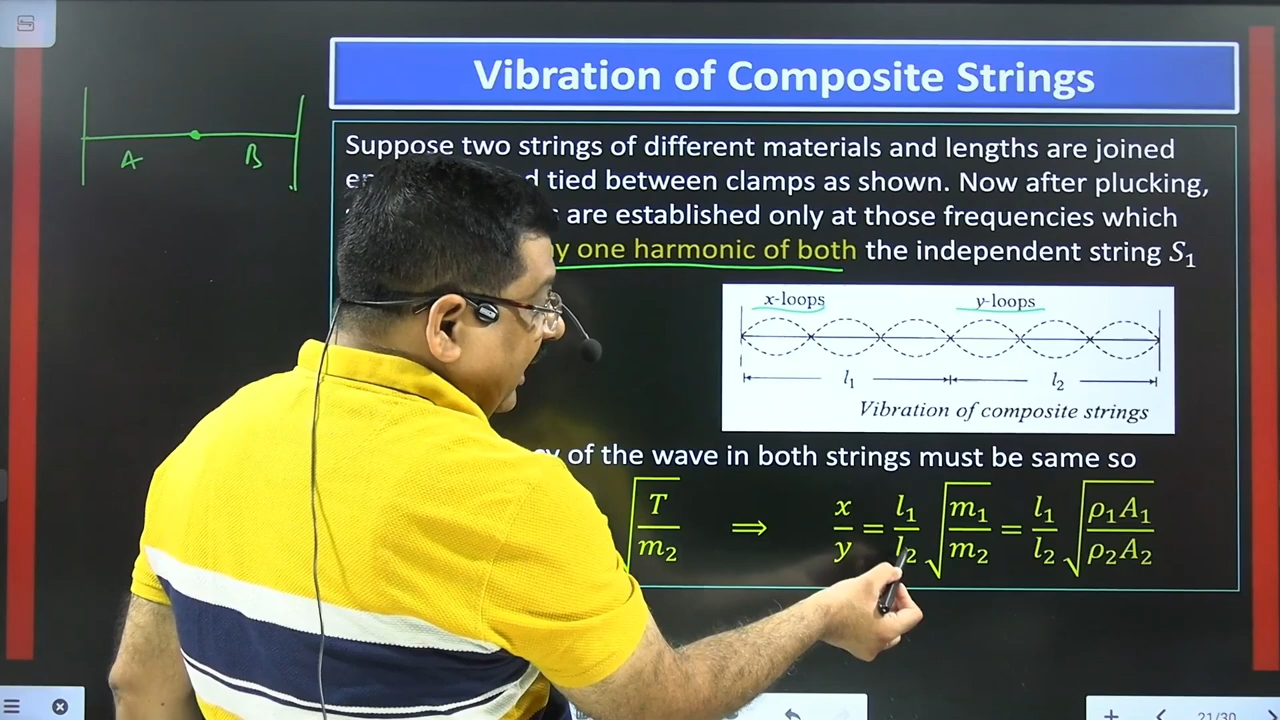 Vibration of Composite Strings
Suppose two strings of different materials and lengths are joined
d tied between clamps as shown. Now after plucking,
are established only at those frequencies which
one harmonic of both the independent string S₁
A B
x-loops y-loops
l₁ l₂
Vibration of composite strings
of the wave in both strings must be same so
√(T/m₂) ⟹ x/y = l₁/l₂ √(m₁/m₂) = l₁/l₂ √(ρ₁A₁/ρ₂A₂)
21/30